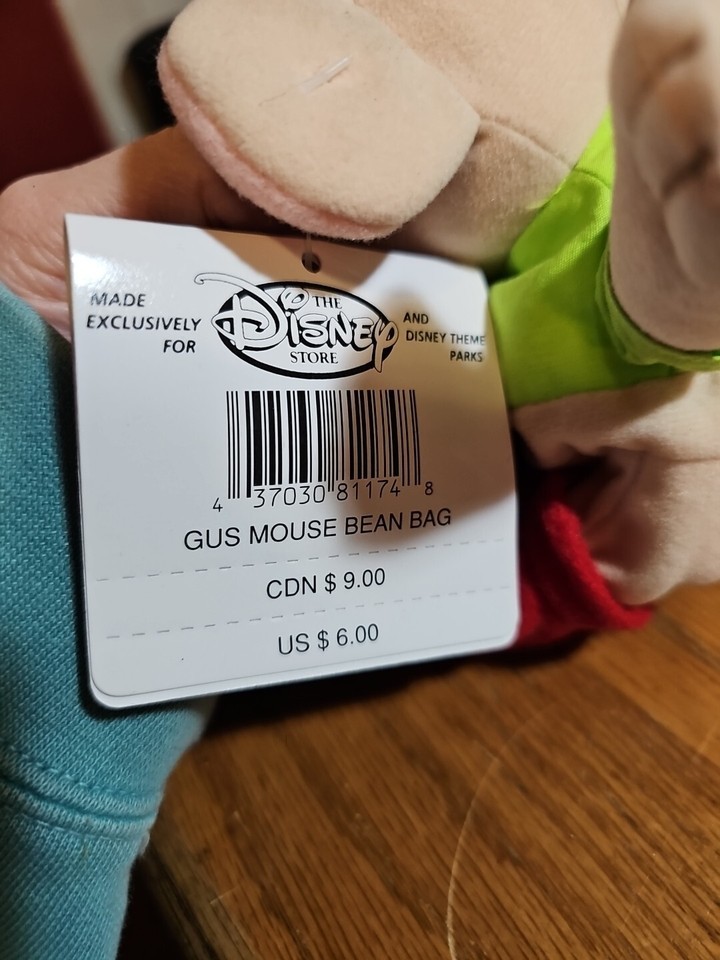 MADE
EXCLUSIVELY
FOR
THE
DISNEY
STORE
AND
DISNEY THEME
PARKS
4 37030 81174 8
GUS MOUSE BEAN BAG
CDN $ 9.00
US $ 6.00